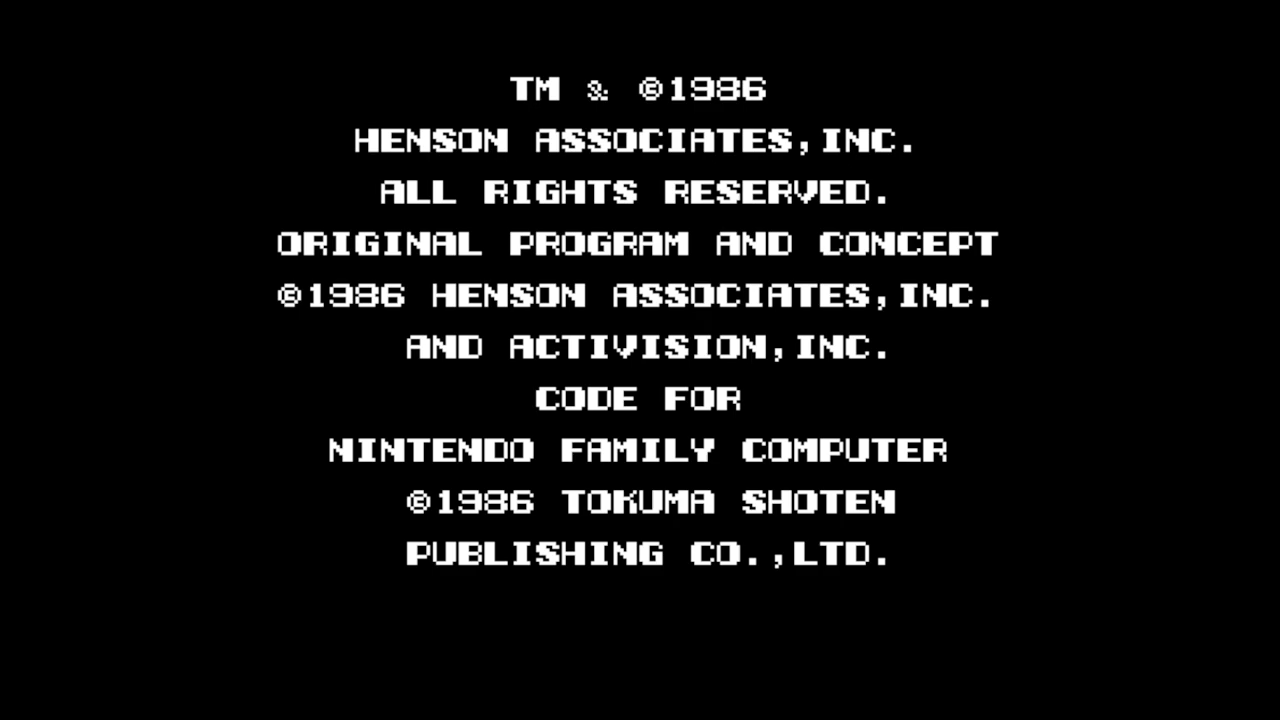 TM & ©1986
HENSON ASSOCIATES,INC.
ALL RIGHTS RESERVED.
ORIGINAL PROGRAM AND CONCEPT
©1986 HENSON ASSOCIATES,INC.
AND ACTIVISION,INC.
CODE FOR
NINTENDO FAMILY COMPUTER
©1986 TOKUMA SHOTEN
PUBLISHING CO.,LTD.